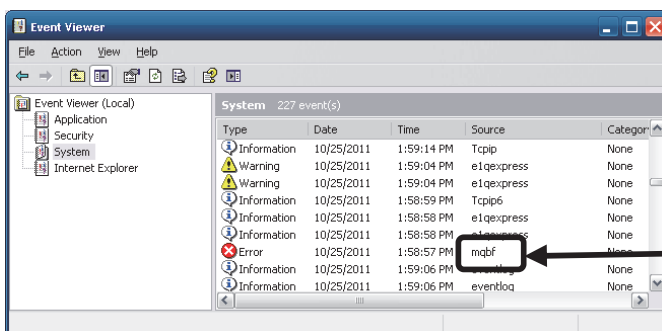 Event Viewer
File Action View Help
Event Viewer (Local)
Application
Security
System
Internet Explorer
System 227 event(s)
Type Date Time Source Categor
Information 10/25/2011 1:59:14 PM Tcpip None
Warning 10/25/2011 1:59:04 PM e1qexpress None
Warning 10/25/2011 1:59:04 PM e1qexpress None
Information 10/25/2011 1:58:59 PM Tcpip6 None
Information 10/25/2011 1:58:58 PM e1qexpress None
Information 10/25/2011 1:58:58 PM e1qexpress None
Error 10/25/2011 1:58:57 PM mqbf None
Information 10/25/2011 1:59:06 PM eventlog None
Information 10/25/2011 1:59:06 PM eventlog None